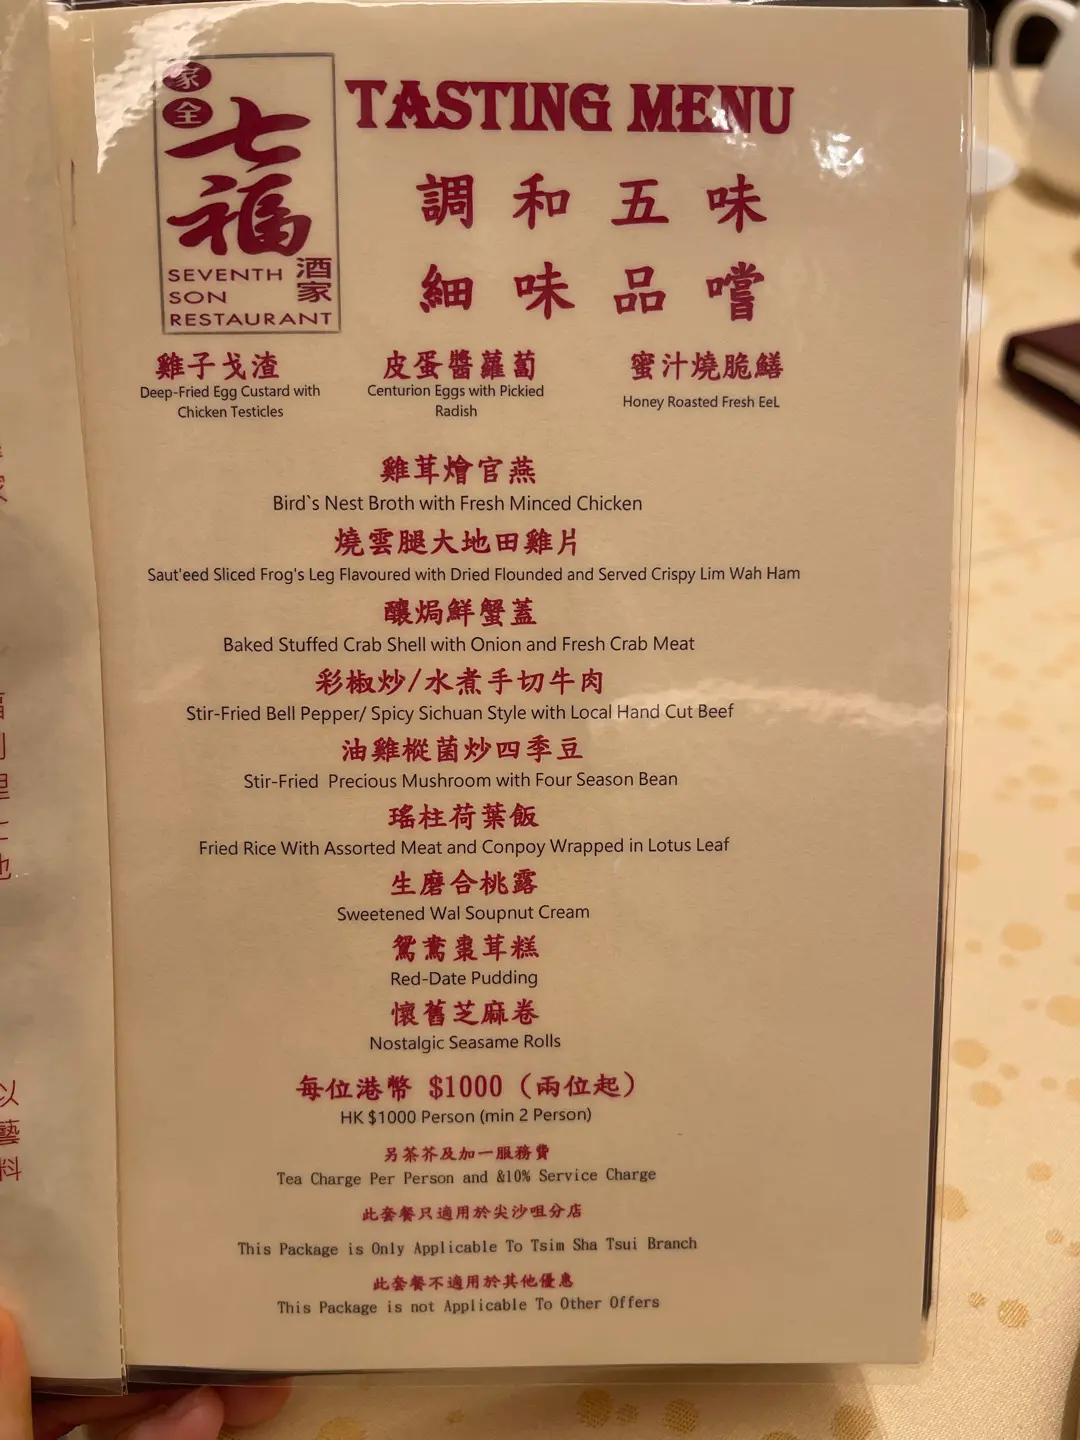 家全
七福
酒家
SEVENTH
SON
RESTAURANT
TASTING MENU
調和五味
細味品嚐
雞子戈渣
Deep-Fried Egg Custard with
Chicken Testicles
皮蛋醬蘿蔔
Centurion Eggs with Pickied
Radish
蜜汁燒脆鱔
Honey Roasted Fresh EeL
雞茸燴官燕
Bird`s Nest Broth with Fresh Minced Chicken
燒雲腿大地田雞片
Saut'eed Sliced Frog's Leg Flavoured with Dried Flounded and Served Crispy Lim Wah Ham
釀焗鮮蟹蓋
Baked Stuffed Crab Shell with Onion and Fresh Crab Meat
彩椒炒/水煮手切牛肉
Stir-Fried Bell Pepper/ Spicy Sichuan Style with Local Hand Cut Beef
油雞樅菌炒四季豆
Stir-Fried Precious Mushroom with Four Season Bean
瑤柱荷葉飯
Fried Rice With Assorted Meat and Conpoy Wrapped in Lotus Leaf
生磨合桃露
Sweetened Wal Soupnut Cream
鴛鴦棗茸糕
Red-Date Pudding
懷舊芝麻卷
Nostalgic Seasame Rolls
每位港幣 $1000 (兩位起)
HK $1000 Person (min 2 Person)
另茶芥及加一服務費
Tea Charge Per Person and &10% Service Charge
此套餐只適用於尖沙咀分店
This Package is Only Applicable To Tsim Sha Tsui Branch
此套餐不適用於其他優惠
This Package is not Applicable To Other Offers
以
藝
料